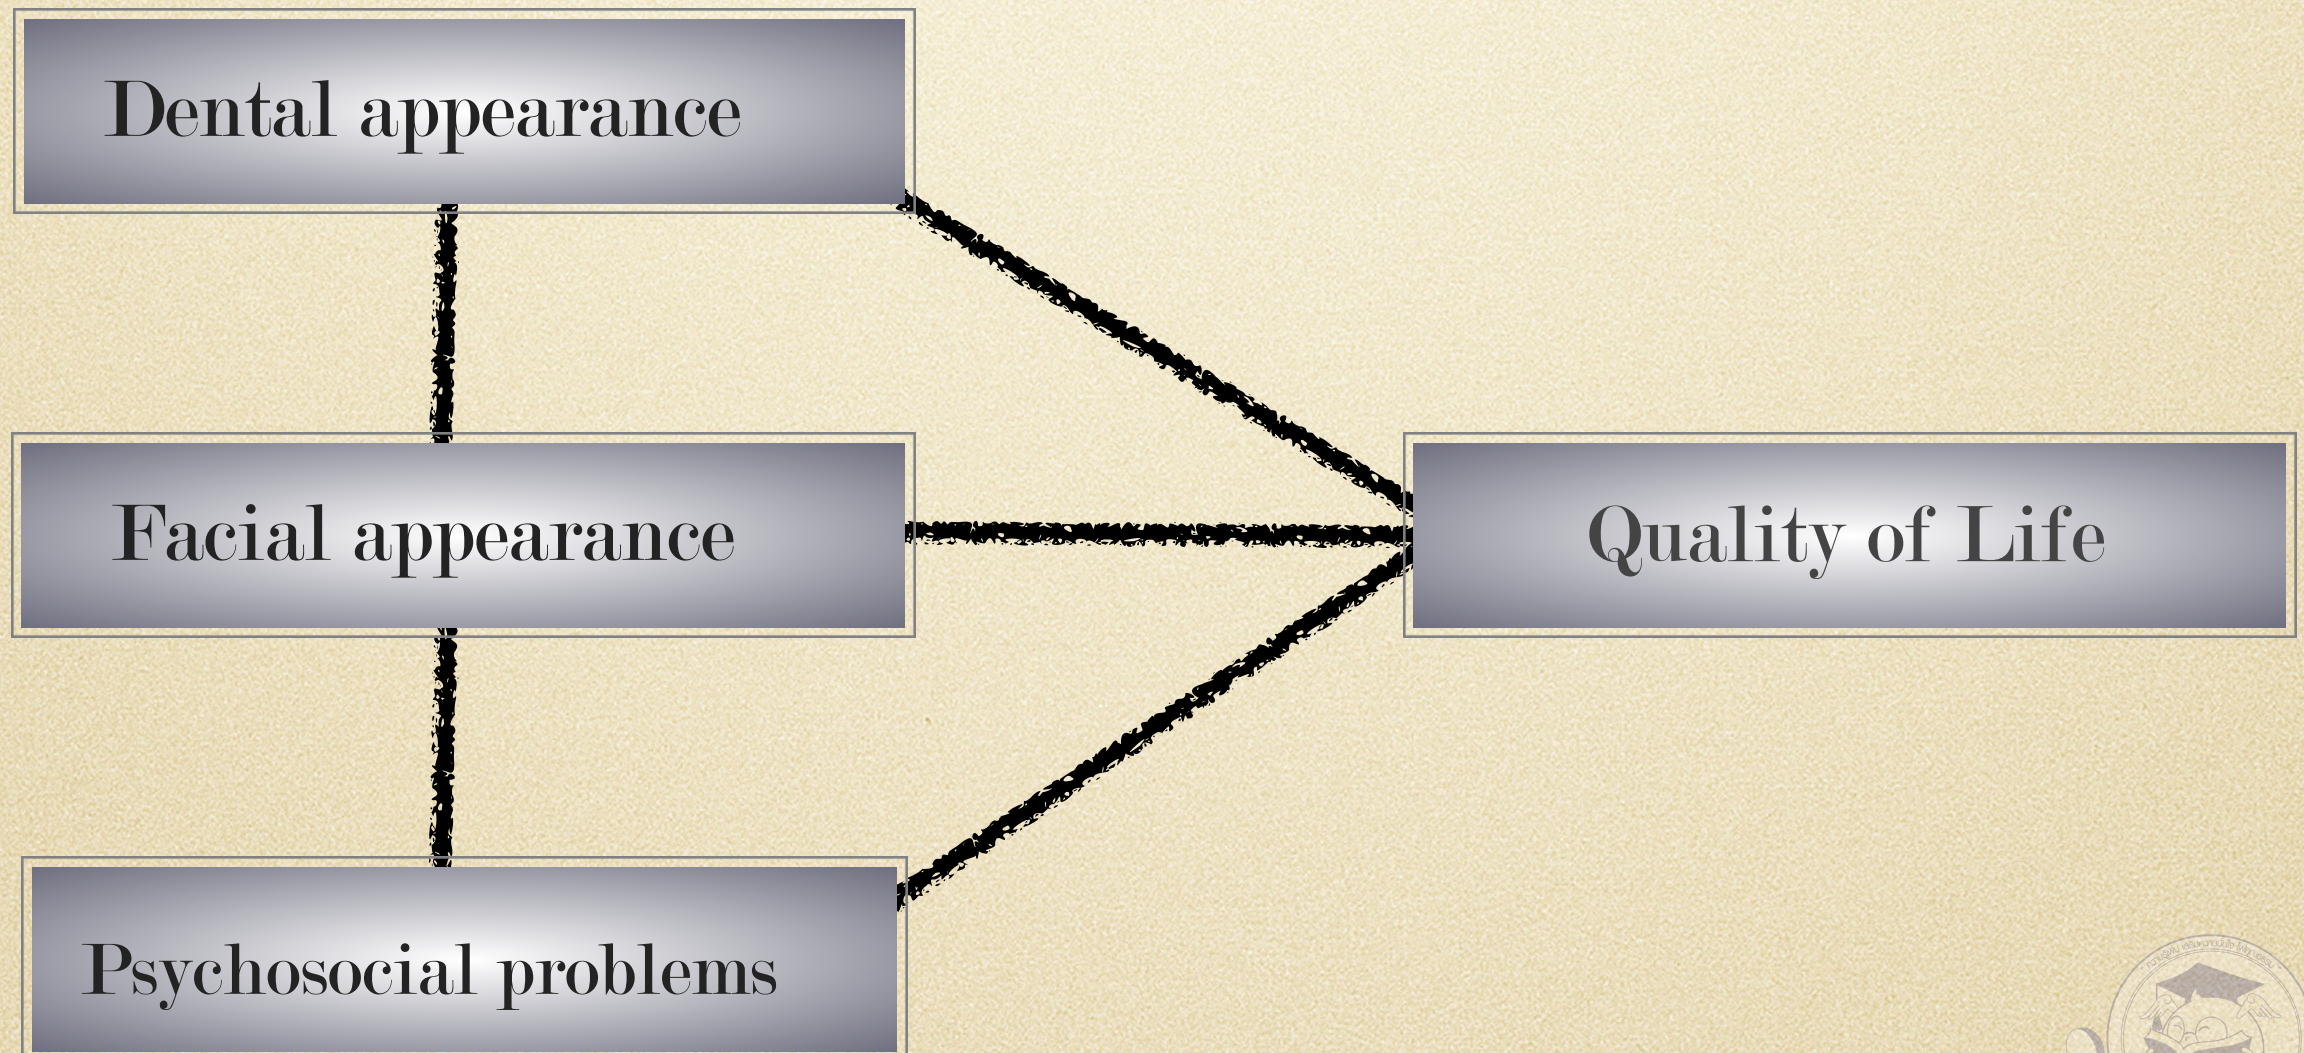 Dental appearance
Facial appearance
Quality of Life
Psychosocial problems